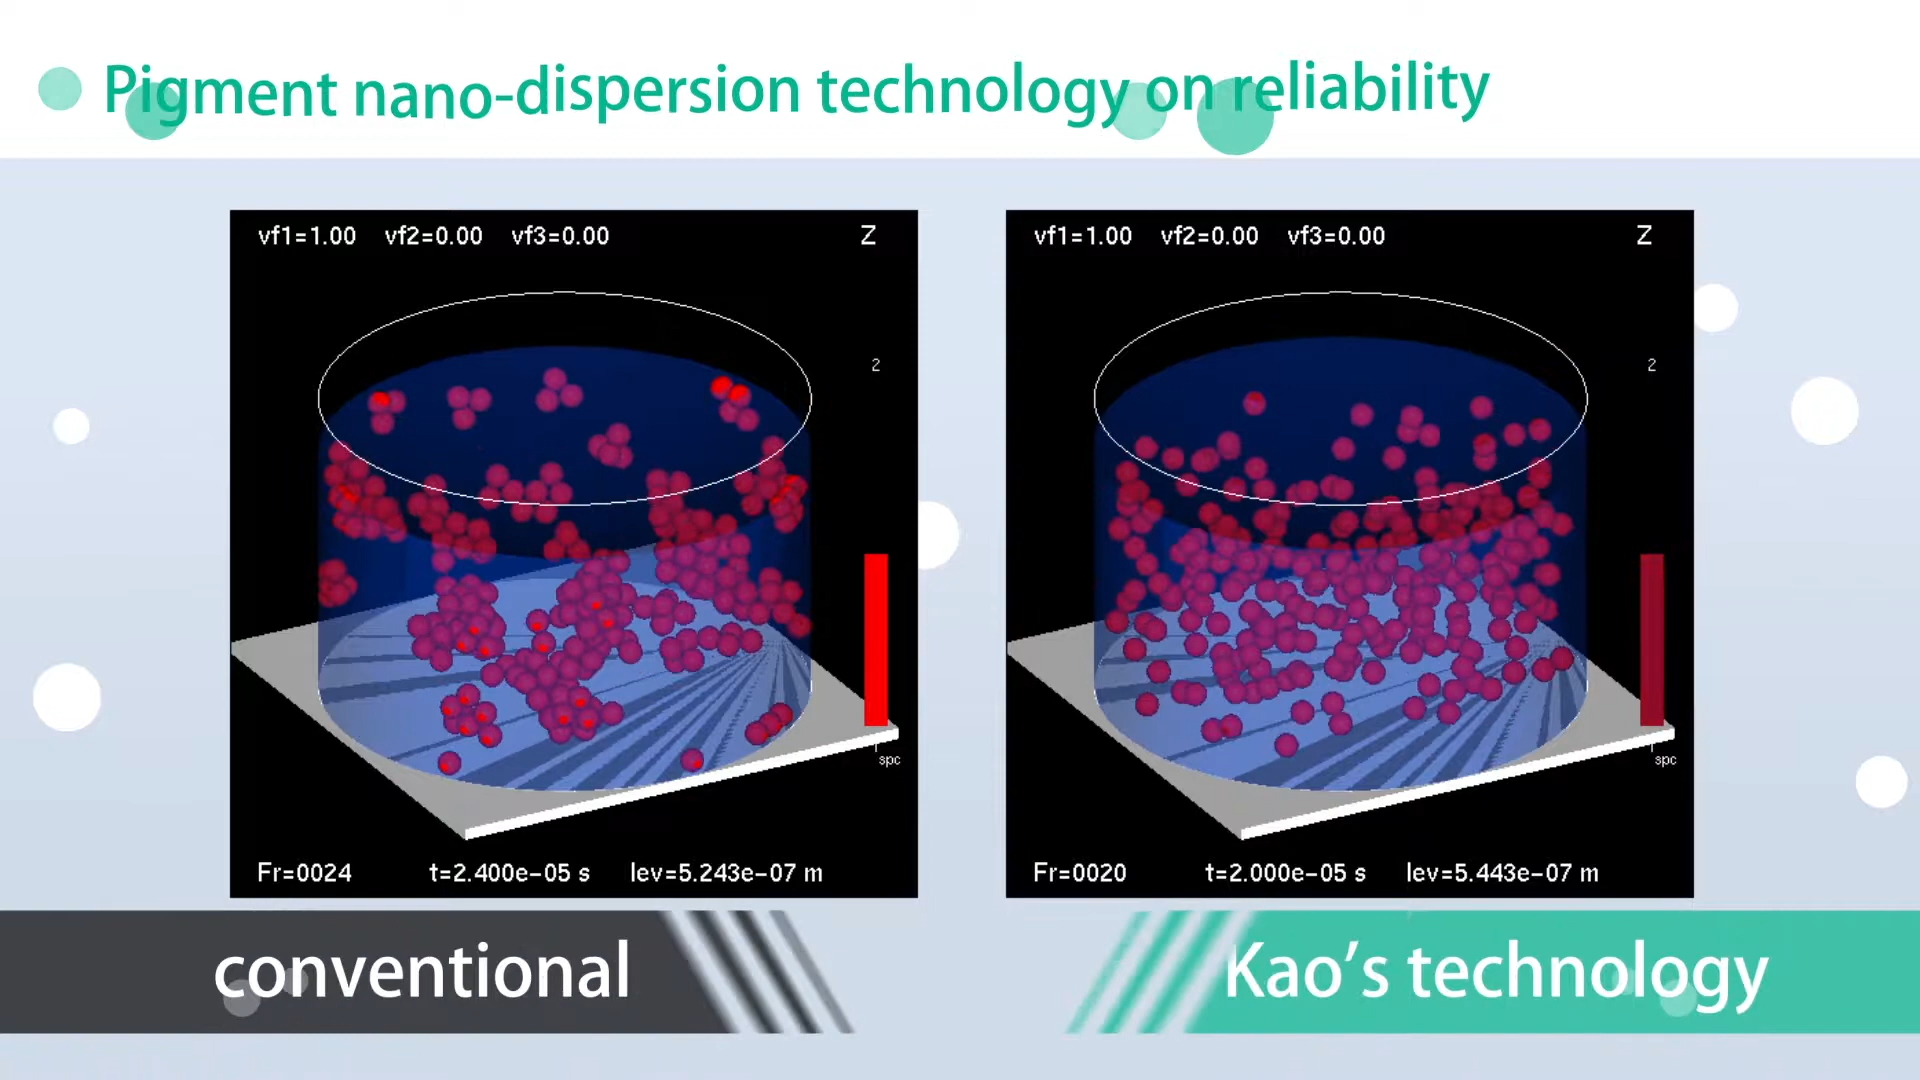 Pigment nano-dispersion technology on reliability
vf1=1.00 vf2=0.00 vf3=0.00 Z
2
spc
Fr=0024 t=2.400e-05 s lev=5.243e-07 m
conventional
vf1=1.00 vf2=0.00 vf3=0.00 Z
2
spc
Fr=0020 t=2.000e-05 s lev=5.443e-07 m
Kao's technology